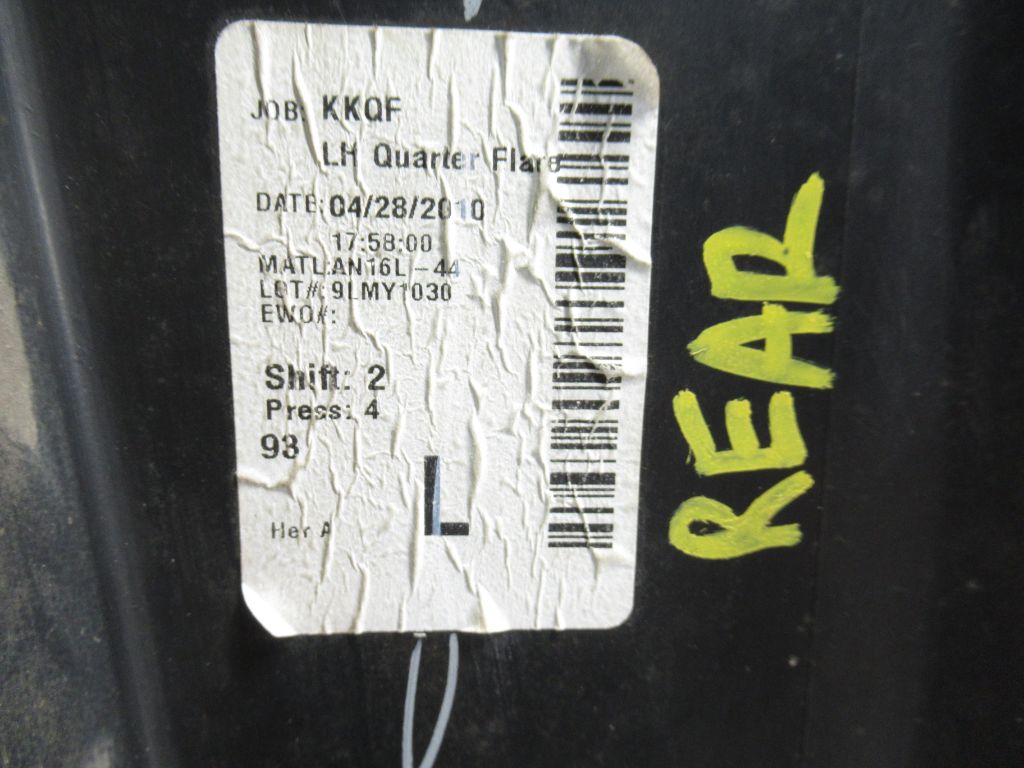 JOB: KKQF
LH Quarter Flare
DATE: 04/28/2010
17:58:00
MATL: AN16L-44
LOT#: 9LMY1030
EWO#:
Shift: 2
Press: 4
93
Her A
L
REAR